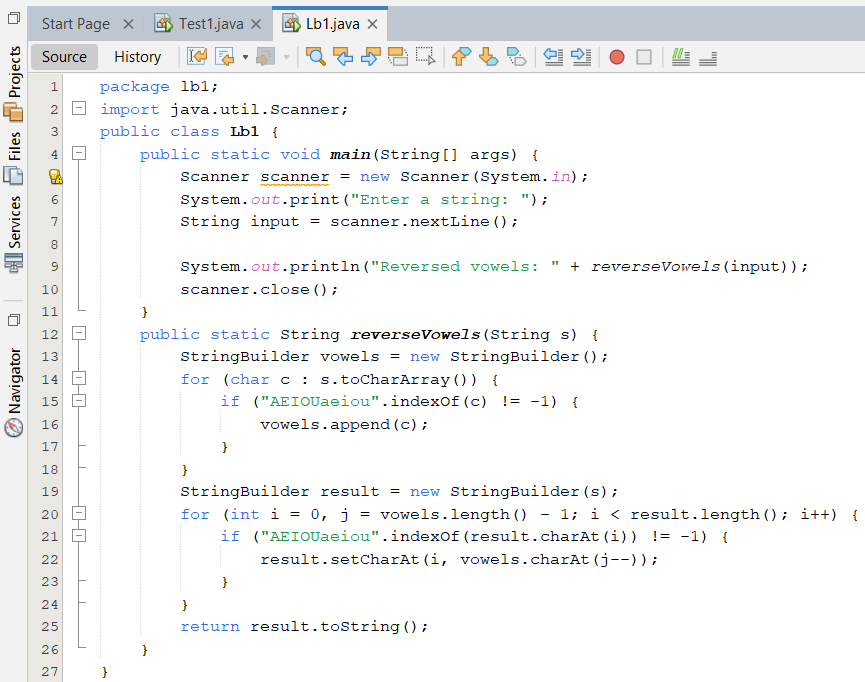 Start Page
Test1.java
Lb1.java
Source
History
Projects
Files
Services
Navigator
1 package lb1;
2 import java.util.Scanner;
3 public class Lb1 {
4     public static void main(String[] args) {
        Scanner scanner = new Scanner(System.in);
6         System.out.print("Enter a string: ");
7         String input = scanner.nextLine();
8
9         System.out.println("Reversed vowels: " + reverseVowels(input));
10         scanner.close();
11     }
12     public static String reverseVowels(String s) {
13         StringBuilder vowels = new StringBuilder();
14         for (char c : s.toCharArray()) {
15             if ("AEIOUaeiou".indexOf(c) != -1) {
16                 vowels.append(c);
17             }
18         }
19         StringBuilder result = new StringBuilder(s);
20         for (int i = 0, j = vowels.length() - 1; i < result.length(); i++) {
21             if ("AEIOUaeiou".indexOf(result.charAt(i)) != -1) {
22                 result.setCharAt(i, vowels.charAt(j--));
23             }
24         }
25         return result.toString();
26     }
27 }